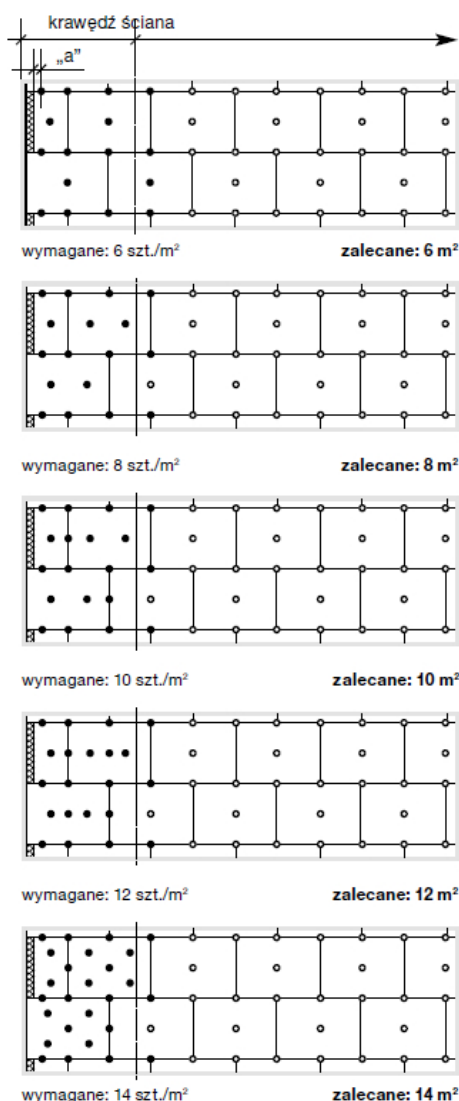 krawędź ściana
„a”
wymagane: 6 szt./m² zalecane: 6 m²
wymagane: 8 szt./m² zalecane: 8 m²
wymagane: 10 szt./m² zalecane: 10 m²
wymagane: 12 szt./m² zalecane: 12 m²
wymagane: 14 szt./m² zalecane: 14 m²